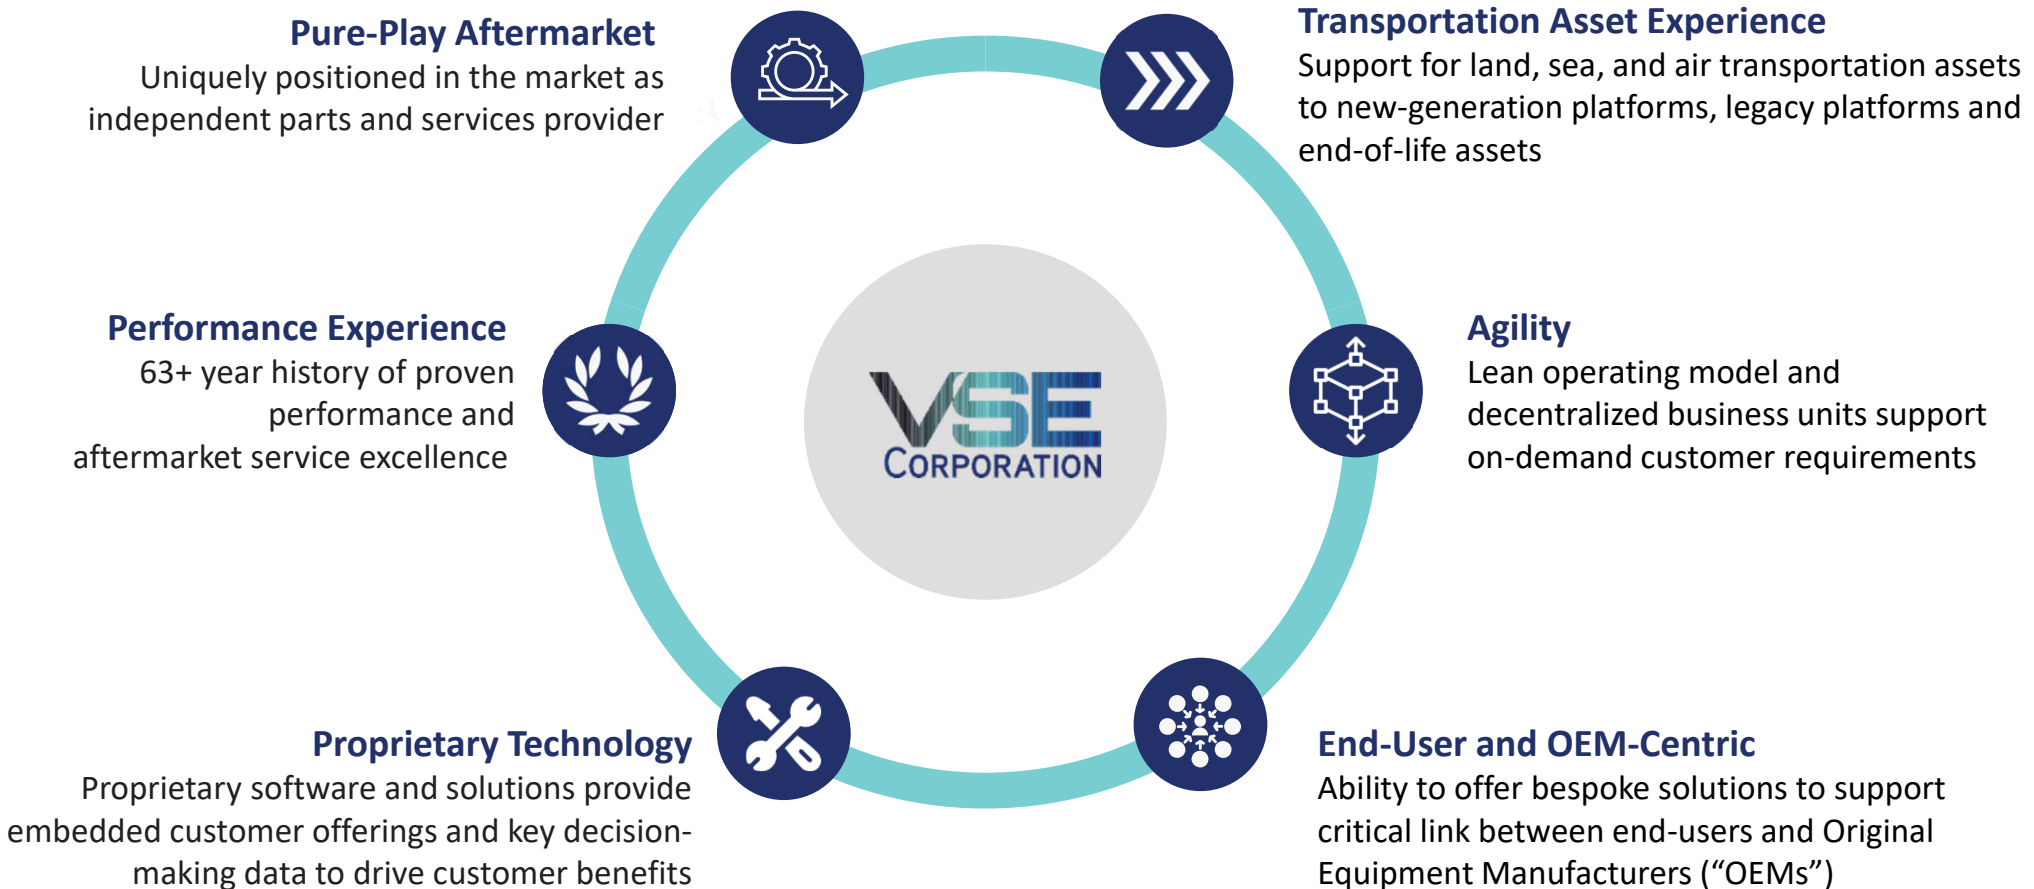 Pure-Play Aftermarket
Uniquely positioned in the market as
independent parts and services provider
Transportation Asset Experience
Support for land, sea, and air transportation assets
to new-generation platforms, legacy platforms and
end-of-life assets
Performance Experience
63+ year history of proven
performance and
aftermarket service excellence
VSE
CORPORATION
Agility
Lean operating model and
decentralized business units support
on-demand customer requirements
Proprietary Technology
Proprietary software and solutions provide
embedded customer offerings and key decision-
making data to drive customer benefits
End-User and OEM-Centric
Ability to offer bespoke solutions to support
critical link between end-users and Original
Equipment Manufacturers (“OEMs”)